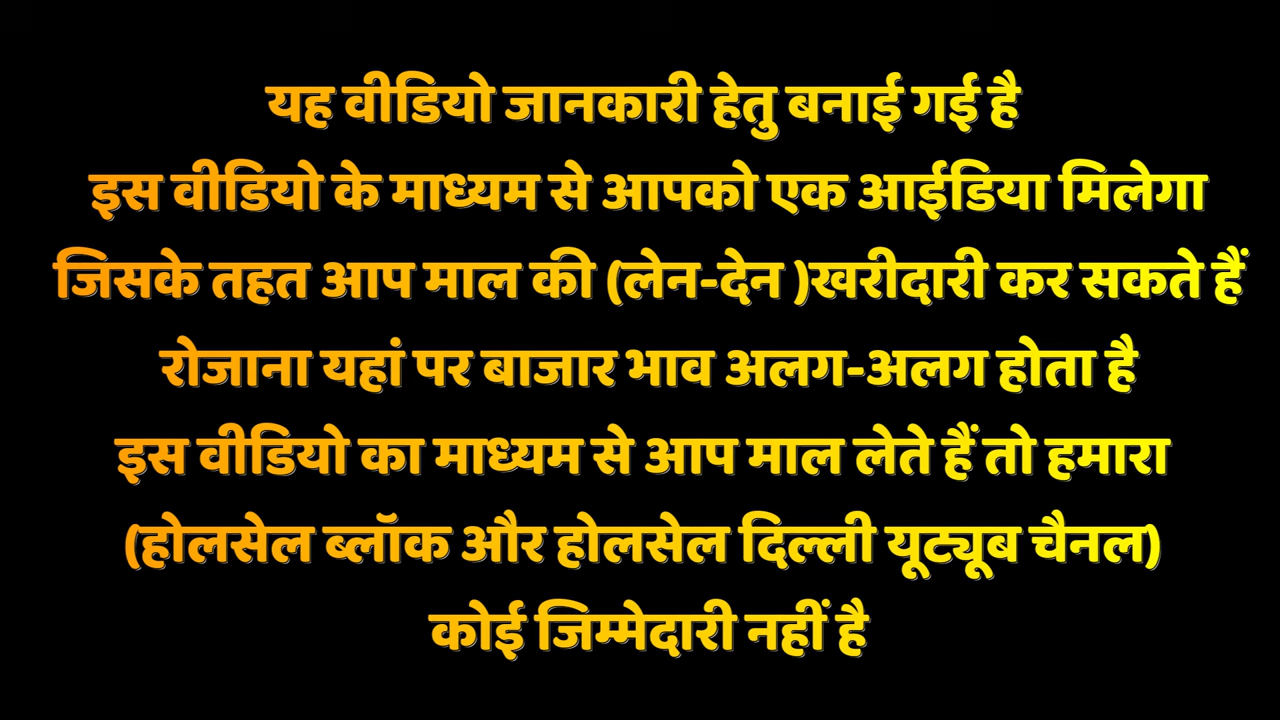 यह वीडियो जानकारी हेतु बनाई गई है
इस वीडियो के माध्यम से आपको एक आईडिया मिलेगा
जिसके तहत आप माल की (लेन-देन )खरीदारी कर सकते हैं
रोजाना यहां पर बाजार भाव अलग-अलग होता है
इस वीडियो का माध्यम से आप माल लेते हैं तो हमारा
(होलसेल ब्लॉक और होलसेल दिल्ली यूट्यूब चैनल)
कोई जिम्मेदारी नहीं है